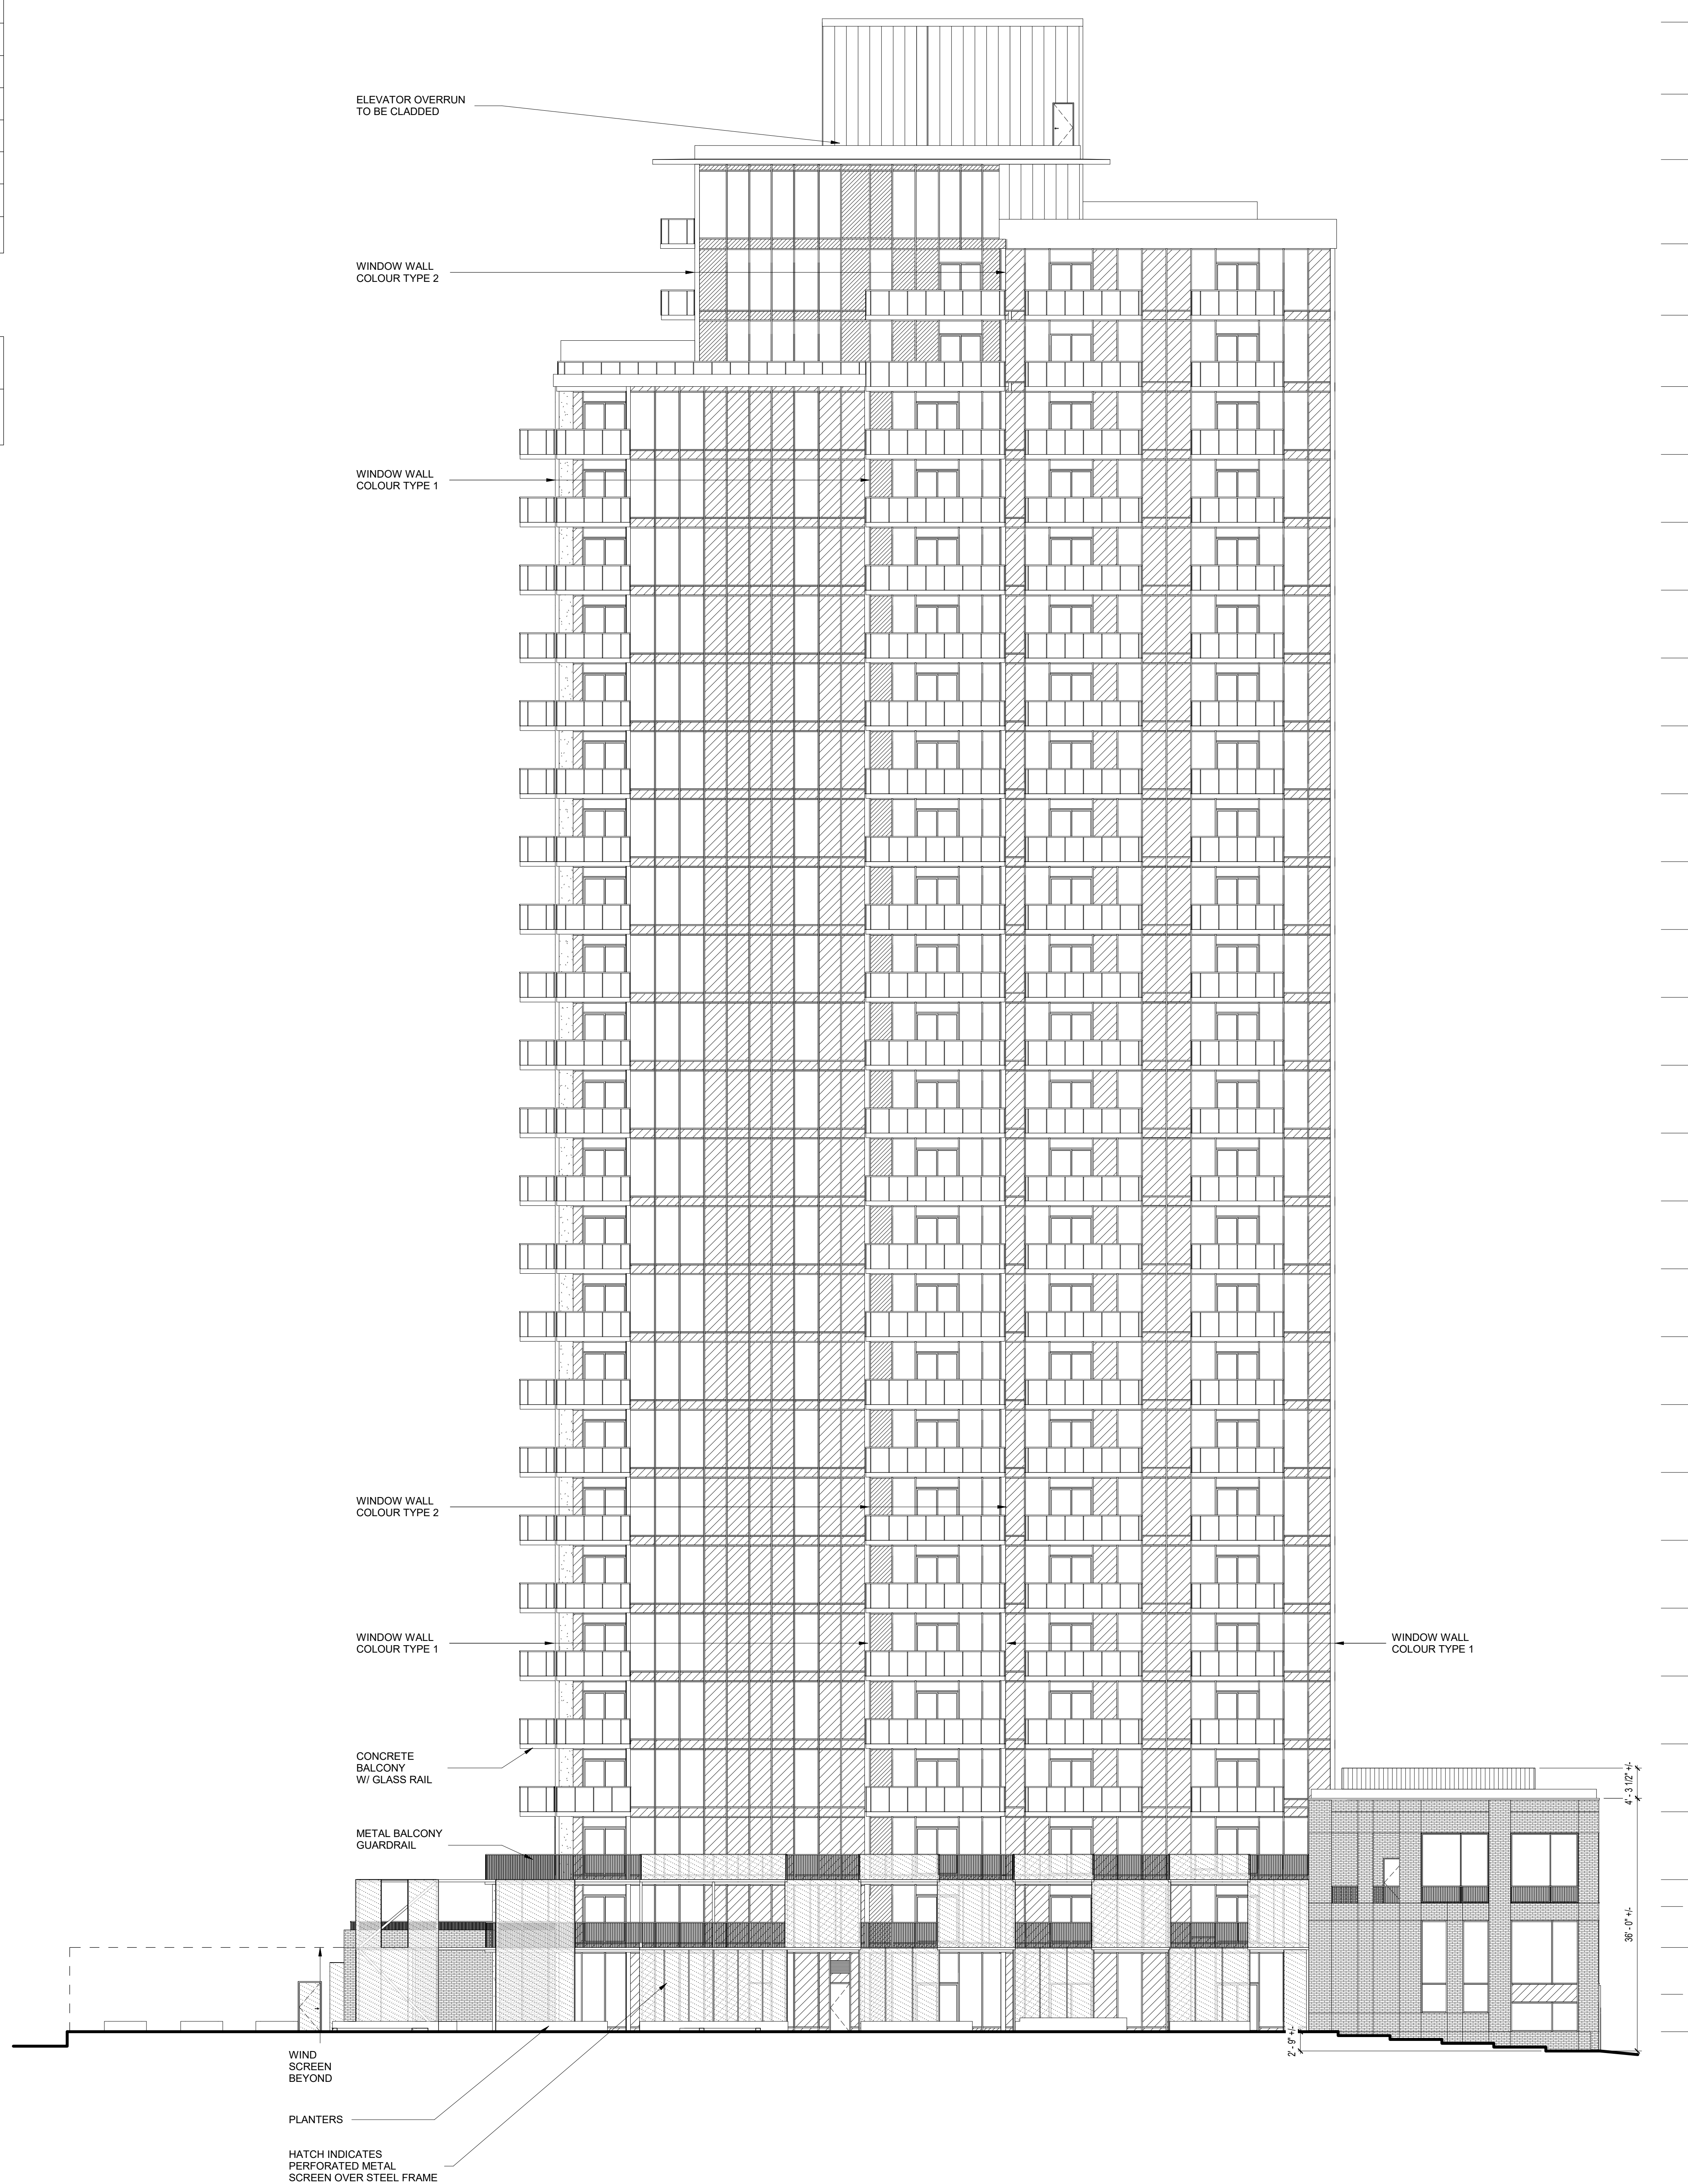 ELEVATOR OVERRUN
TO BE CLADDED
WINDOW WALL
COLOUR TYPE 2
WINDOW WALL
COLOUR TYPE 1
WINDOW WALL
COLOUR TYPE 2
WINDOW WALL
COLOUR TYPE 1
WINDOW WALL
COLOUR TYPE 1
CONCRETE
BALCONY
W/ GLASS RAIL
4' - 3 1/2" +/-
METAL BALCONY
GUARDRAIL
36' - 0" +/-
2' - 9" +/-
WIND
SCREEN
BEYOND
PLANTERS
HATCH INDICATES
PERFORATED METAL
SCREEN OVER STEEL FRAME